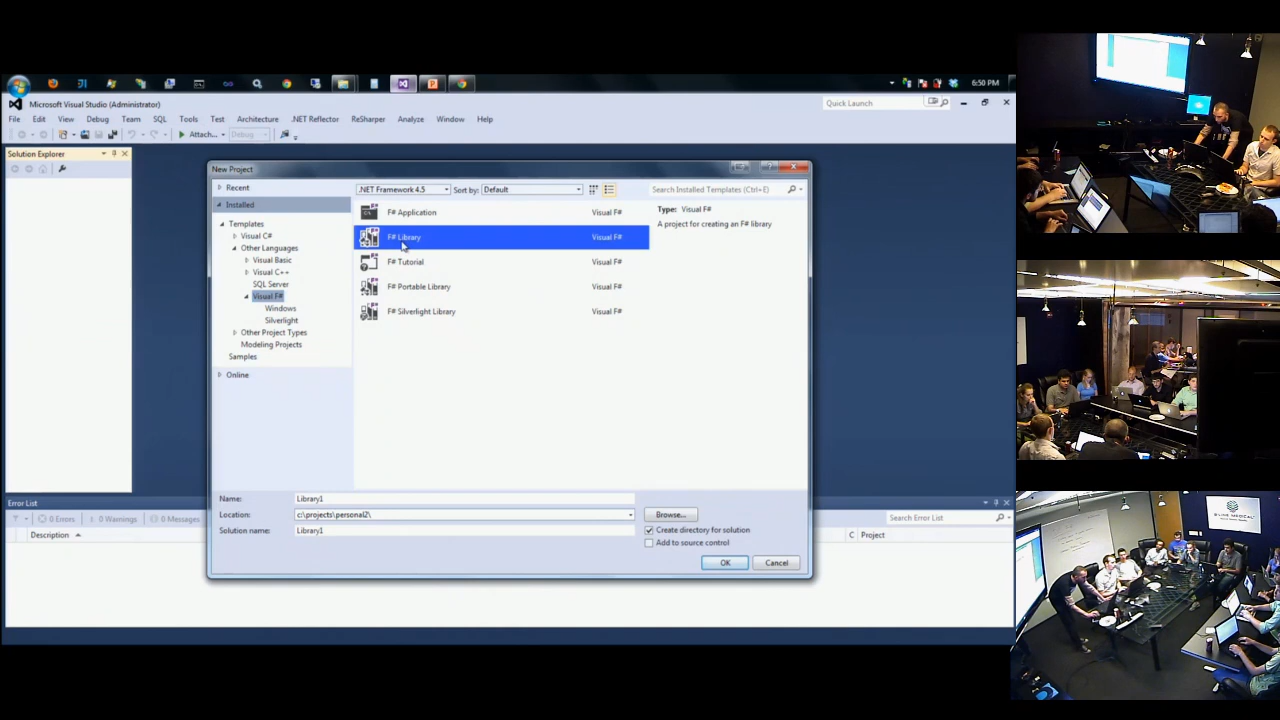 6:50 PM
Microsoft Visual Studio (Administrator)
Quick Launch
File Edit View Debug Team SQL Tools Test Architecture .NET Reflector ReSharper Analyze Window Help
Attach... Debug
Solution Explorer
New Project
Recent
.NET Framework 4.5 Sort by: Default
Search Installed Templates (Ctrl+E)
Installed
Templates
Visual C#
Other Languages
Visual Basic
Visual C++
SQL Server
Visual F#
Windows
Silverlight
Other Project Types
Modeling Projects
Samples
Online
F# Application Visual F#
F# Library Visual F#
F# Tutorial Visual F#
F# Portable Library Visual F#
F# Silverlight Library Visual F#
Type: Visual F#
A project for creating an F# library
Name: Library1
Location: c:\projects\personal2\
Browse...
Solution name: Library1
Create directory for solution
Add to source control
OK Cancel
Error List
0 Errors 0 Warnings 0 Messages
Search Error List
Description
C Project
B-LINE MEDICAL